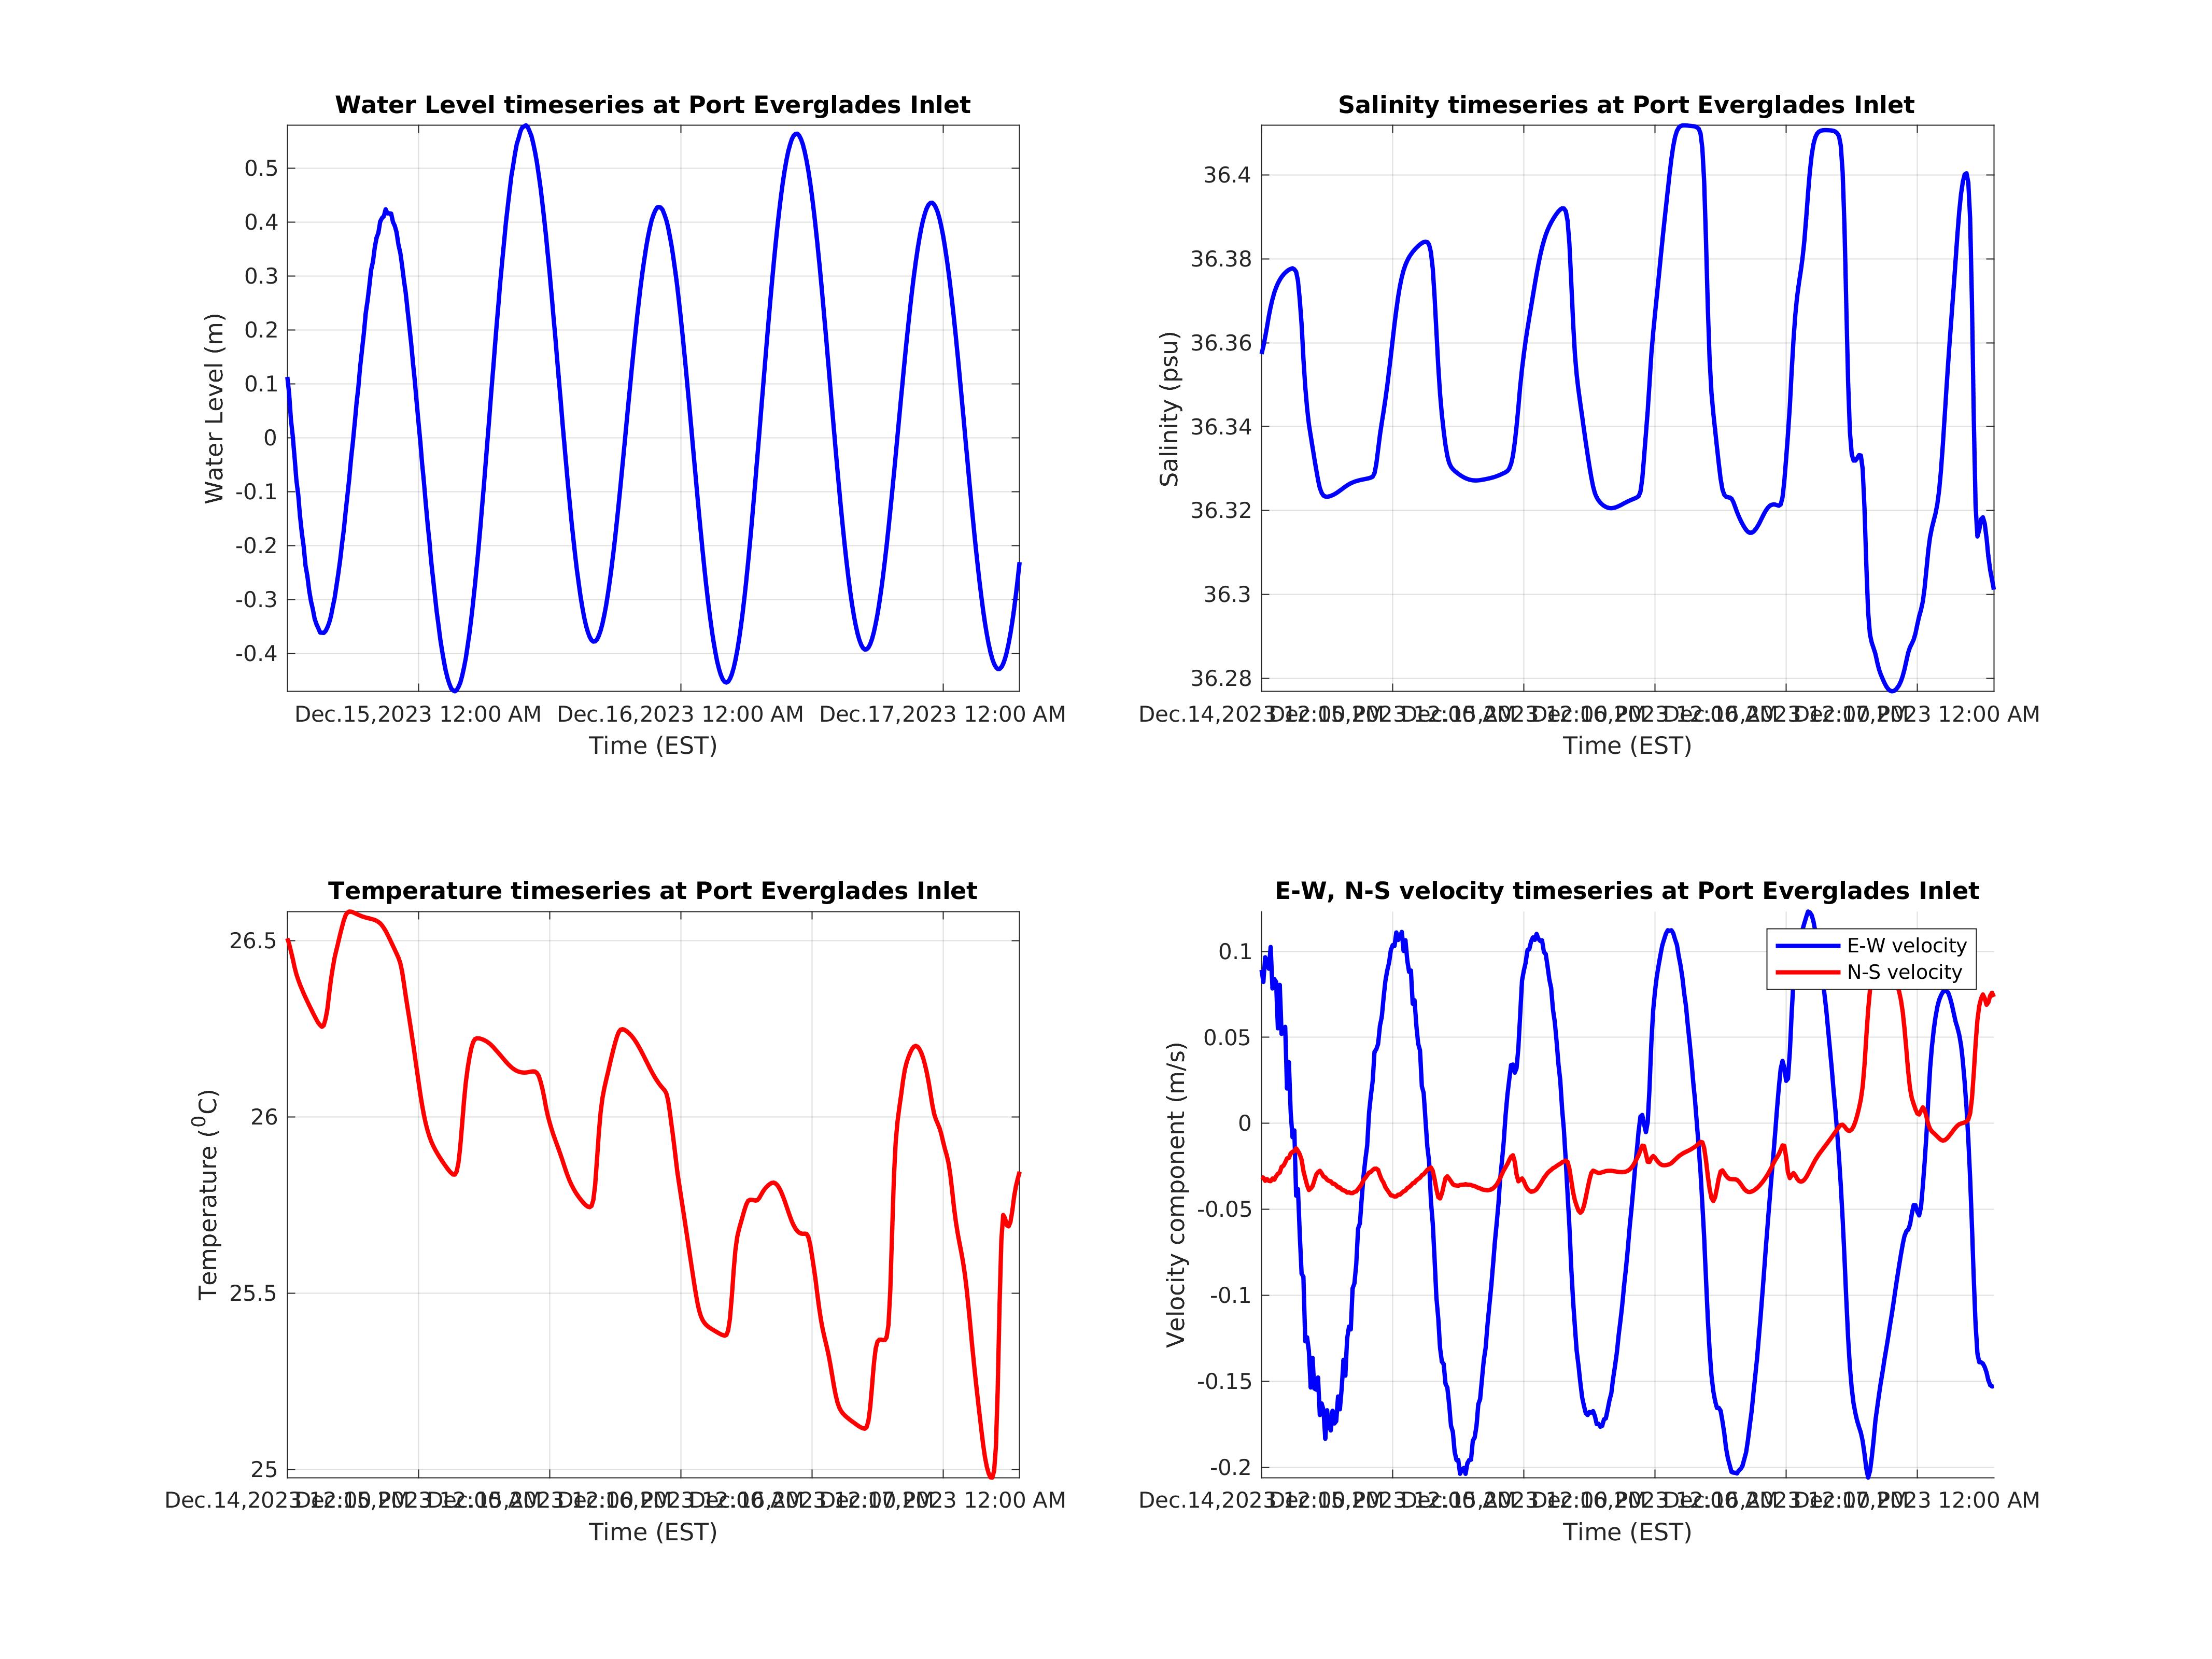 Water Level timeseries at Port Everglades Inlet
0.5
0.4
0.3
0.2
0.1
0
-0.1
-0.2
-0.3
-0.4
Water Level (m)
Dec.15,2023 12:00 AM Dec.16,2023 12:00 AM Dec.17,2023 12:00 AM
Time (EST)
Salinity timeseries at Port Everglades Inlet
36.4
36.38
36.36
36.34
36.32
36.3
36.28
Salinity (psu)
Time (EST)
Temperature timeseries at Port Everglades Inlet
26.5
26
25.5
25
Temperature (⁰C)
Time (EST)
E-W, N-S velocity timeseries at Port Everglades Inlet
E-W velocity
N-S velocity
0.1
0.05
0
-0.05
-0.1
-0.15
-0.2
Velocity component (m/s)
Time (EST)